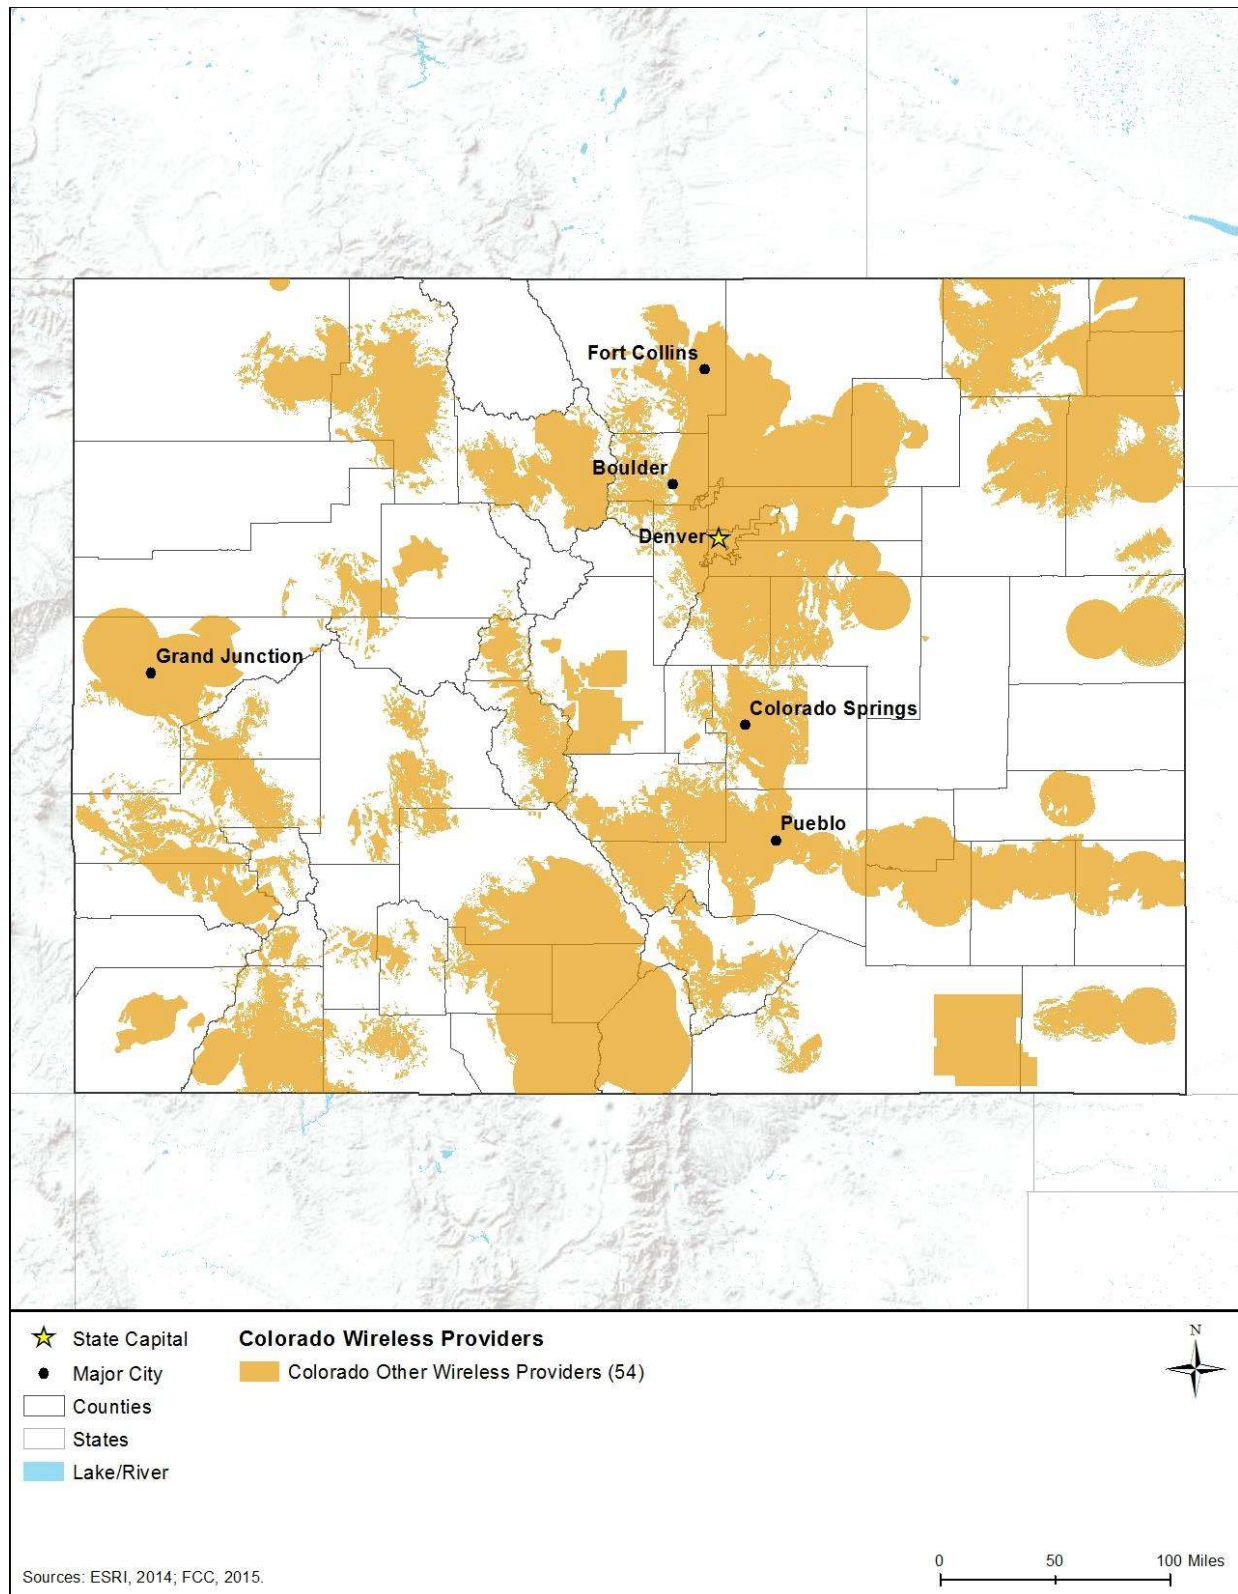 Fort Collins
Boulder
Denver
Grand Junction
Colorado Springs
Pueblo
State Capital
Major City
Counties
States
Lake/River
Colorado Wireless Providers
Colorado Other Wireless Providers (54)
N
Sources: ESRI, 2014; FCC, 2015.
0 50 100 Miles